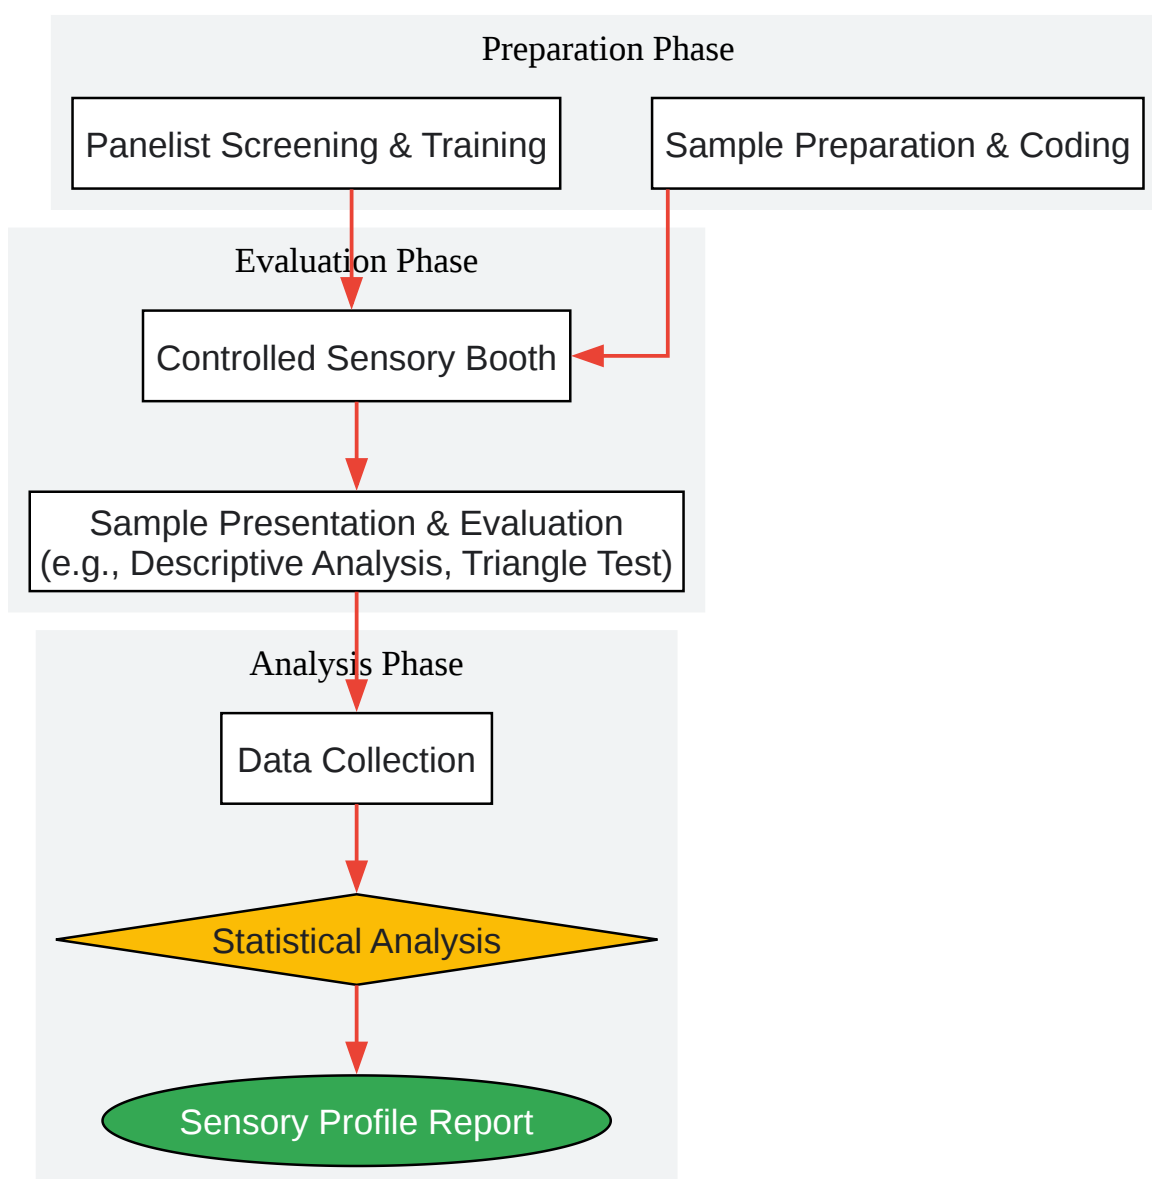 Preparation Phase
Panelist Screening & Training
Sample Preparation & Coding
Evaluation Phase
Controlled Sensory Booth
Sample Presentation & Evaluation
(e.g., Descriptive Analysis, Triangle Test)
Analysis Phase
Data Collection
Statistical Analysis
Sensory Profile Report